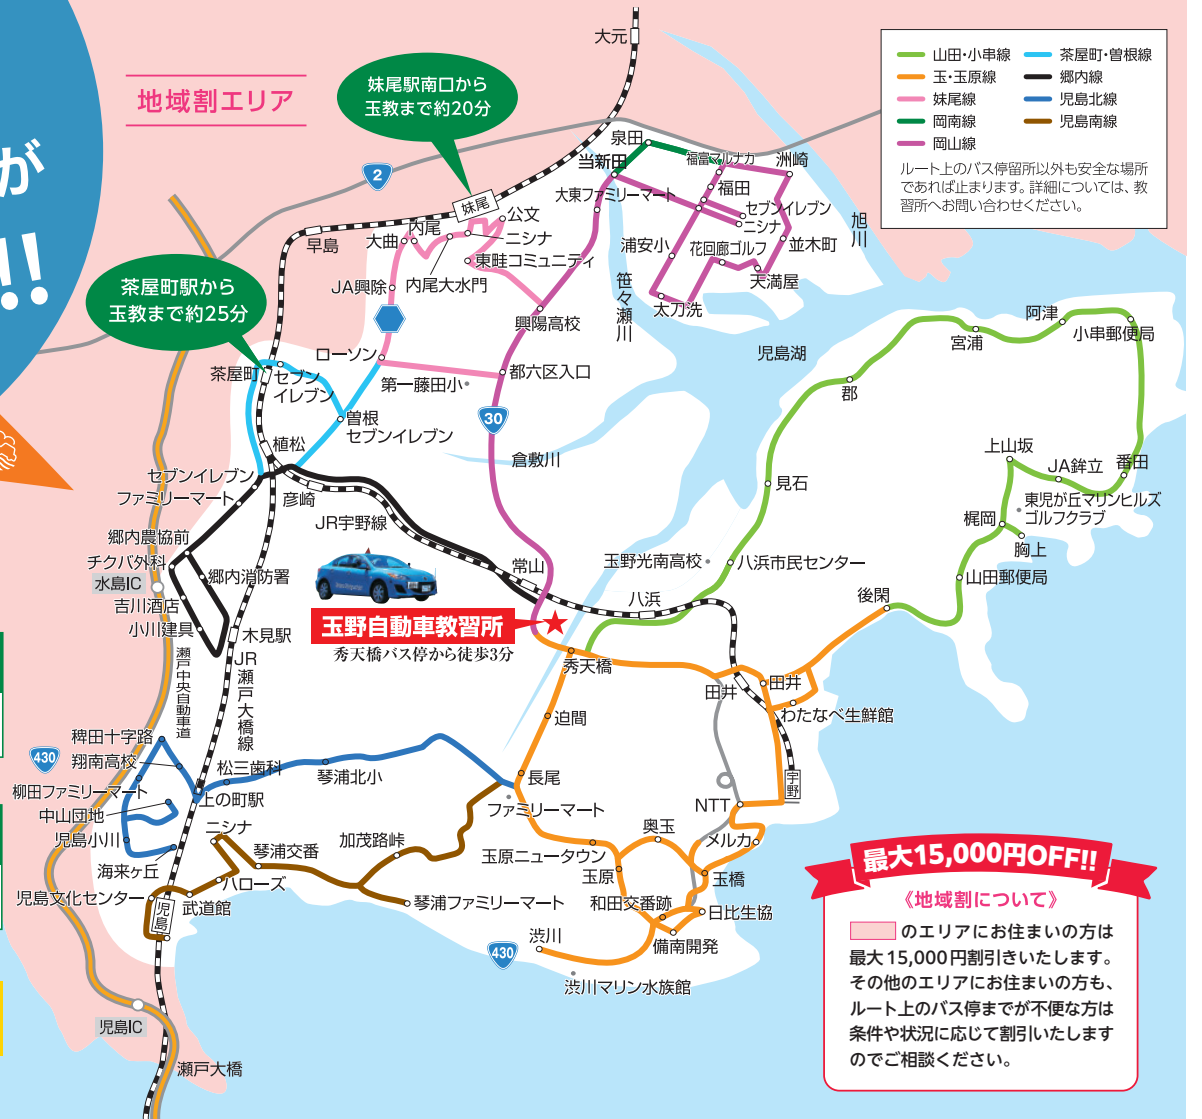 が
!!
地域割エリア
妹尾駅南口から
玉教まで約20分
茶屋町駅から
玉教まで約25分
山田・小串線
茶屋町・曽根線
玉・玉原線
郷内線
妹尾線
児島北線
岡南線
児島南線
岡山線
ルート上のバス停留所以外も安全な場所
であれば止まります。詳細については、教
習所へお問い合わせください。
大元
泉田
当新田
福富マルナカ
洲崎
大東ファミリーマート
福田
セブンイレブン
ニシナ
旭川
浦安小
花回廊ゴルフ
並木町
天満屋
太刀洗
笹々瀬川
児島湖
2
妹尾
公文
ニシナ
内尾
大曲
早島
東畦コミュニティ
内尾大水門
JA興除
興陽高校
ローソン
都六区入口
第一藤田小
茶屋町
セブン
イレブン
曽根
セブンイレブン
30
倉敷川
植松
セブンイレブン
ファミリーマート
彦崎
JR宇野線
郷内農協前
チクバ外科
水島IC
郷内消防署
吉川酒店
小川建具
木見駅
瀬戸中央自動車道
JR瀬戸大橋線
常山
玉野光南高校
八浜市民センター
八浜
玉野自動車教習所
秀天橋バス停から徒歩3分
秀天橋
阿津
小串郵便局
宮浦
郡
見石
上山坂
JA鉾立
番田
東児が丘マリンヒルズ
ゴルフクラブ
梶岡
胸上
山田郵便局
後閑
田井
田井
わたなべ生鮮館
迫間
長尾
ファミリーマート
宇野
NTT
メルカ
奥玉
玉原ニュータウン
玉原
玉橋
和田交番跡
日比生協
備南開発
渋川
430
渋川マリン水族館
稗田十字路
430
翔南高校
柳田ファミリーマート
中山団地
児島小川
海来ヶ丘
松三歯科
上の町駅
琴浦北小
ニシナ
琴浦交番
加茂路峠
ハローズ
琴浦ファミリーマート
児島文化センター
武道館
児島
児島IC
瀬戸大橋
最大15,000円OFF!!
《地域割について》
のエリアにお住まいの方は
最大15,000円割引きいたします。
その他のエリアにお住まいの方も、
ルート上のバス停までが不便な方は
条件や状況に応じて割引いたします
のでご相談ください。